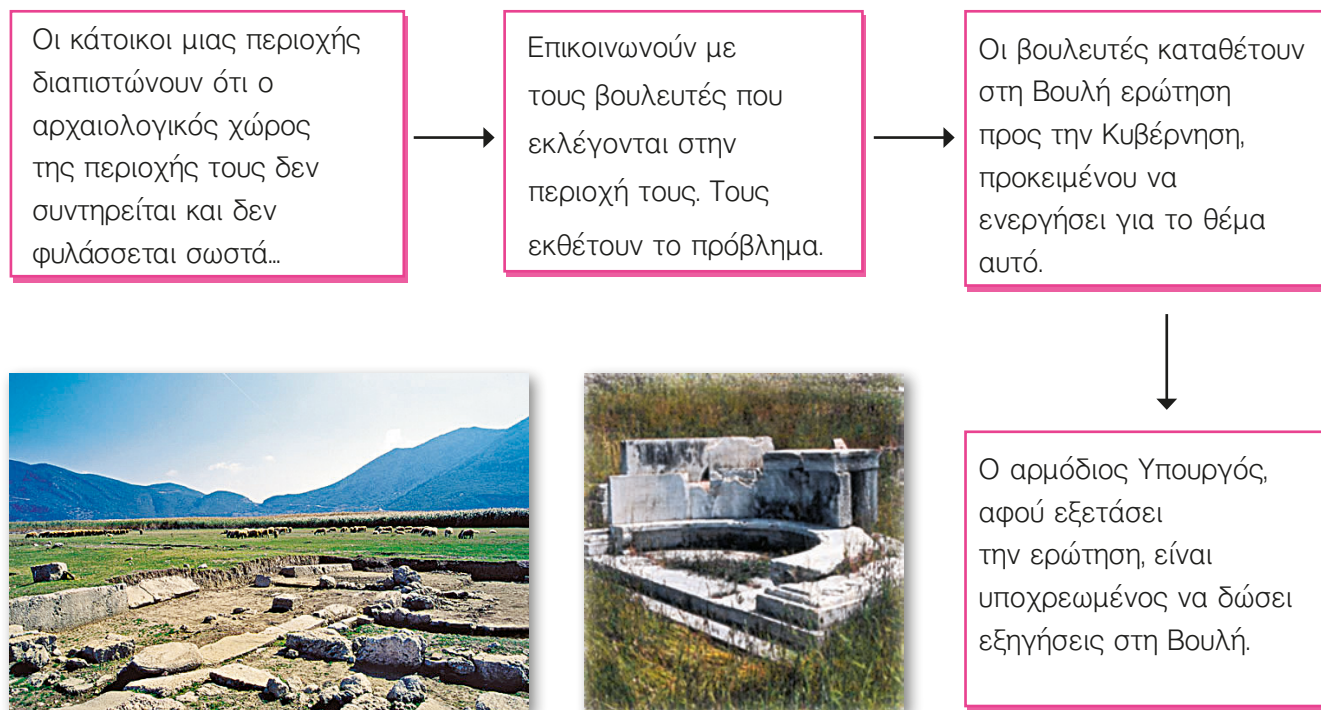 Οι κάτοικοι μιας περιοχής
διαπιστώνουν ότι ο
αρχαιολογικός χώρος
της περιοχής τους δεν
συντηρείται και δεν
φυλάσσεται σωστά...
Επικοινωνούν με
τους βουλευτές που
εκλέγονται στην
περιοχή τους. Τους
εκθέτουν το πρόβλημα.
Οι βουλευτές καταθέτουν
στη Βουλή ερώτηση
προς την Κυβέρνηση,
προκειμένου να
ενεργήσει για το θέμα
αυτό.
Ο αρμόδιος Υπουργός,
αφού εξετάσει
την ερώτηση, είναι
υποχρεωμένος να δώσει
εξηγήσεις στη Βουλή.